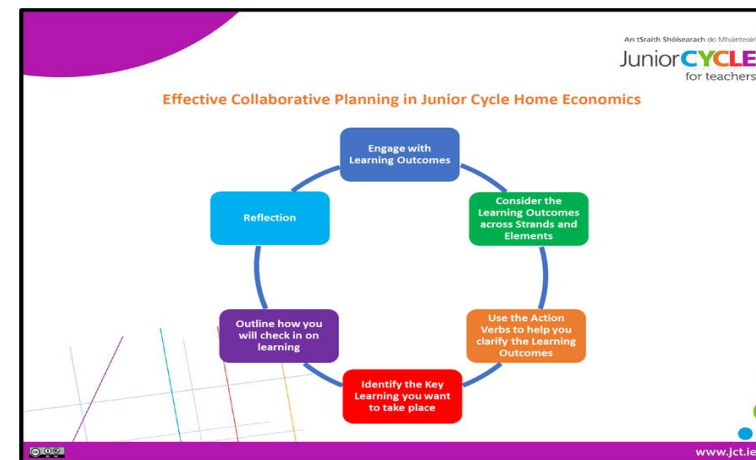 An tSraith Shóisearach do Mhúinteoirí
JuniorCYCLE
for teachers
Effective Collaborative Planning in Junior Cycle Home Economics
Engage with
Learning Outcomes
Consider the
Learning Outcomes
across Strands and
Elements
Use the Action
Verbs to help you
clarify the Learning
Outcomes
Identify the Key
Learning you want
to take place
Outline how you
will check in on
learning
Reflection
www.jct.ie